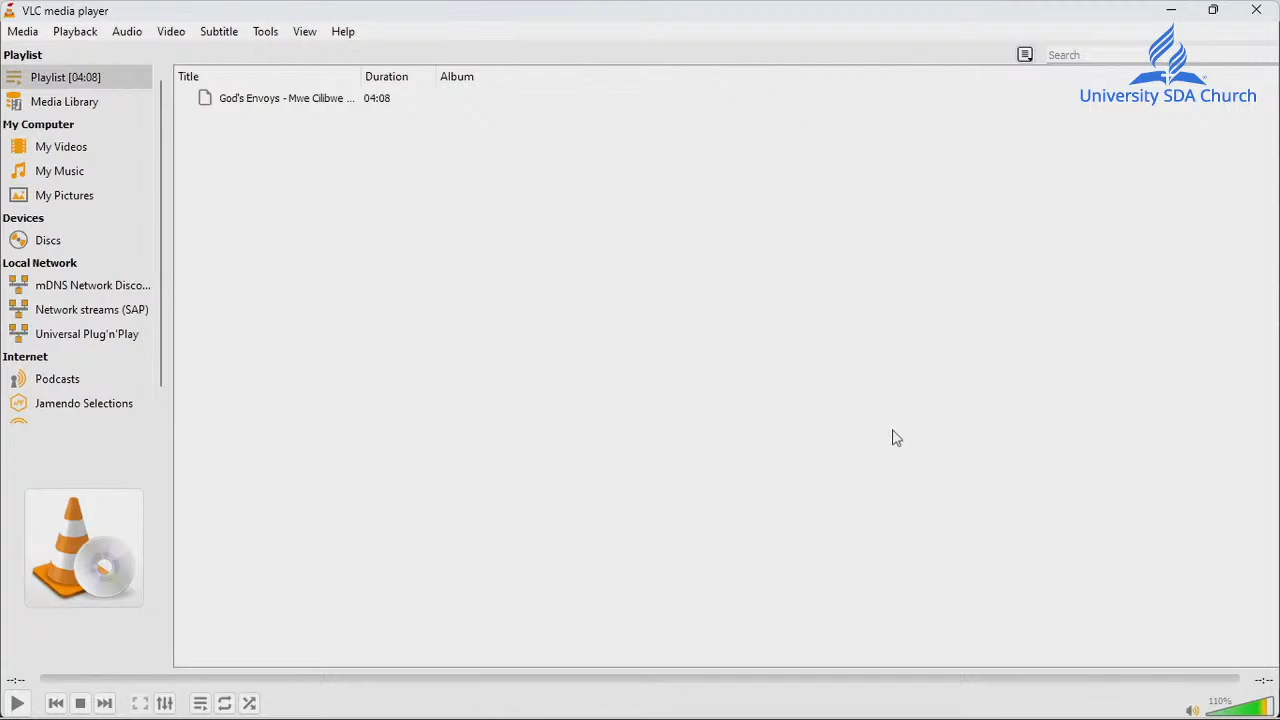 VLC media player
Media Playback Audio Video Subtitle Tools View Help
Playlist
Search
Playlist [04:08]
Title Duration Album
University SDA Church
God's Envoys - Mwe Cilibwe ... 04:08
Media Library
My Computer
My Videos
My Music
My Pictures
Devices
Discs
Local Network
mDNS Network Disco...
Network streams (SAP)
Universal Plug'n'Play
Internet
Podcasts
Jamendo Selections
--:-- --:--
110%